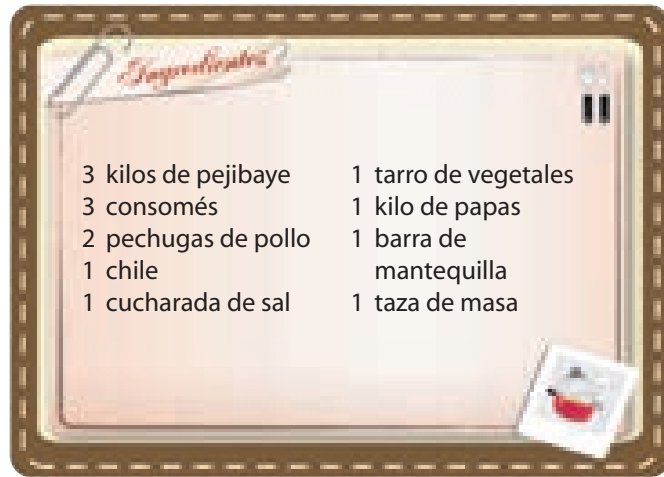 Ingredientes
3 kilos de pejibaye
3 consomés
2 pechugas de pollo
1 chile
1 cucharada de sal
1 tarro de vegetales
1 kilo de papas
1 barra de
mantequilla
1 taza de masa